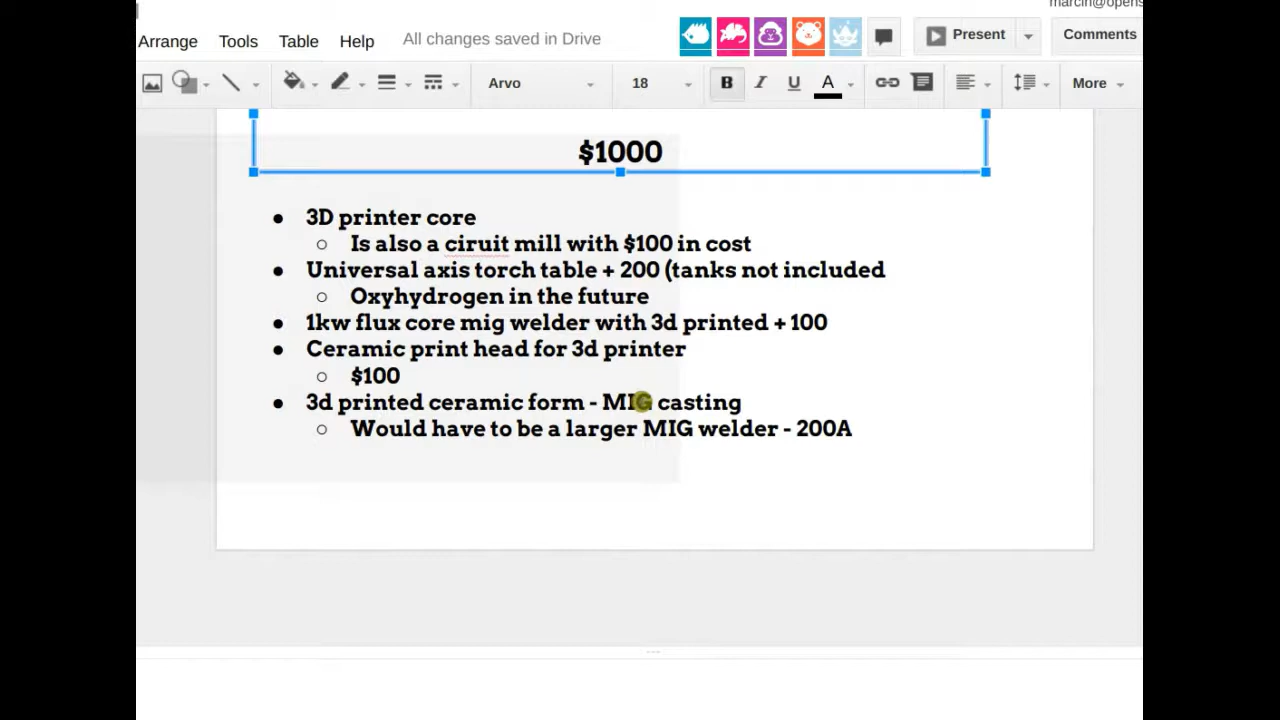 marcin@opens
Arrange Tools Table Help All changes saved in Drive Present Comments
Arvo 18 B I U A More
$1000
● 3D printer core
○ Is also a ciruit mill with $100 in cost
● Universal axis torch table + 200 (tanks not included
○ Oxyhydrogen in the future
● 1kw flux core mig welder with 3d printed + 100
● Ceramic print head for 3d printer
○ $100
● 3d printed ceramic form - MIG casting
○ Would have to be a larger MIG welder - 200A